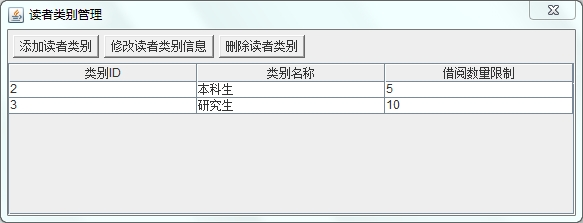 读者类别管理
添加读者类别 修改读者类别信息 删除读者类别
类别ID 类别名称 借阅数量限制
2 本科生 5
3 研究生 10